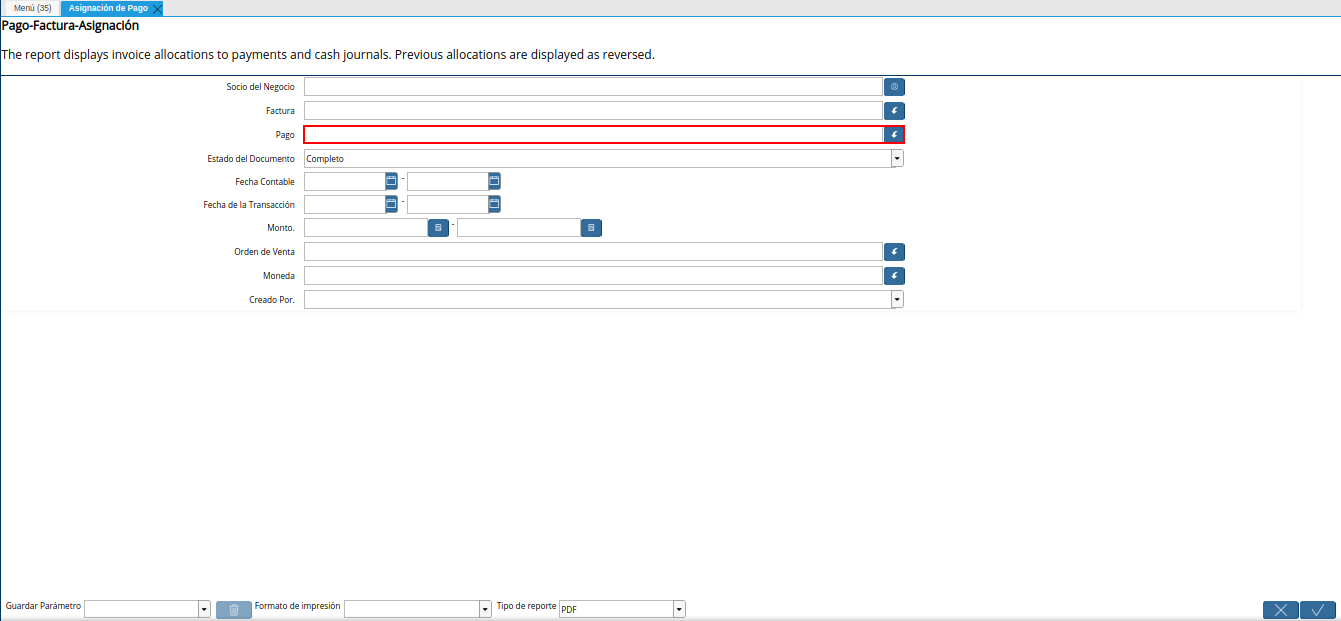 Menú (35) Asignación de Pago
Pago-Factura-Asignación
The report displays invoice allocations to payments and cash journals. Previous allocations are displayed as reversed.
Socio del Negocio
Factura
Pago
Estado del Documento Completo
Fecha Contable -
Fecha de la Transacción -
Monto. -
Orden de Venta
Moneda
Creado Por.
Guardar Parámetro Formato de impresión Tipo de reporte PDF